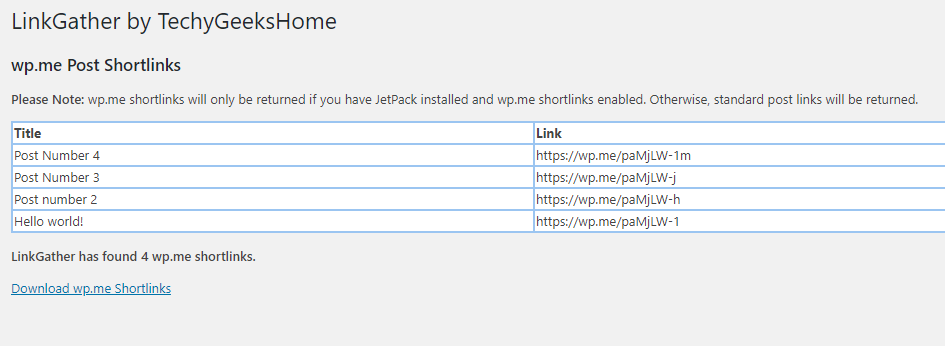 LinkGather by TechyGeeksHome
wp.me Post Shortlinks
Please Note: wp.me shortlinks will only be returned if you have JetPack installed and wp.me shortlinks enabled. Otherwise, standard post links will be returned.
Title Link
Post Number 4 https://wp.me/paMjLW-1m
Post Number 3 https://wp.me/paMjLW-j
Post number 2 https://wp.me/paMjLW-h
Hello world! https://wp.me/paMjLW-1
LinkGather has found 4 wp.me shortlinks.
Download wp.me Shortlinks